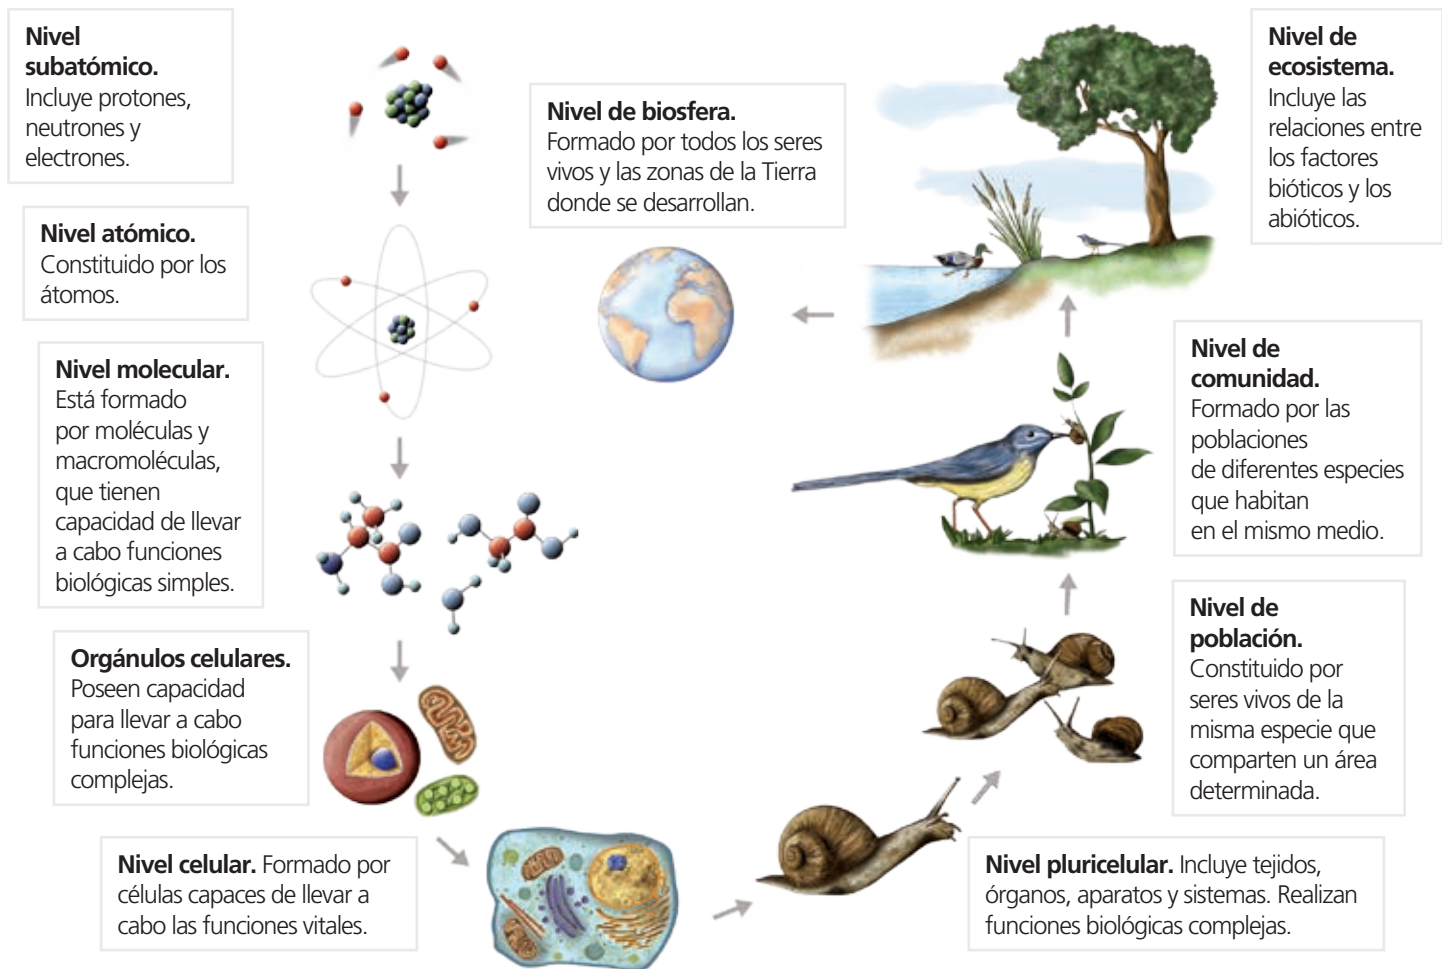 Nivel
subatómico.
Incluye protones,
neutrones y
electrones.
Nivel atómico.
Constituido por los
átomos.
Nivel molecular.
Está formado
por moléculas y
macromoléculas,
que tienen
capacidad de llevar
a cabo funciones
biológicas simples.
Orgánulos celulares.
Poseen capacidad
para llevar a cabo
funciones biológicas
complejas.
Nivel celular. Formado por
células capaces de llevar a
cabo las funciones vitales.
Nivel pluricelular. Incluye tejidos,
órganos, aparatos y sistemas. Realizan
funciones biológicas complejas.
Nivel de
población.
Constituido por
seres vivos de la
misma especie que
comparten un área
determinada.
Nivel de
comunidad.
Formado por las
poblaciones
de diferentes especies
que habitan
en el mismo medio.
Nivel de
ecosistema.
Incluye las
relaciones entre
los factores
bióticos y los
abióticos.
Nivel de biosfera.
Formado por todos los seres
vivos y las zonas de la Tierra
donde se desarrollan.